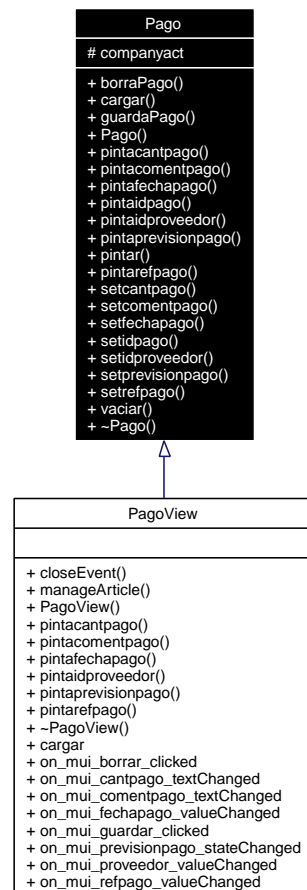 Pago
# companyact
+ borraPago()
+ cargar()
+ guardaPago()
+ Pago()
+ pintacantpago()
+ pintacomentpago()
+ pintafechapago()
+ pintaidpago()
+ pintaidproveedor()
+ pintaprevisionpago()
+ pintar()
+ pintarefpago()
+ setcantpago()
+ setcomentpago()
+ setfechapago()
+ setidpago()
+ setidproveedor()
+ setprevisionpago()
+ setrefpago()
+ vaciar()
+ ~Pago()
PagoView
+ closeEvent()
+ manageArticle()
+ PagoView()
+ pintacantpago()
+ pintacomentpago()
+ pintafechapago()
+ pintaidproveedor()
+ pintaprevisionpago()
+ pintarefpago()
+ ~PagoView()
+ cargar
+ on_mui_borrar_clicked
+ on_mui_cantpago_textChanged
+ on_mui_comentpago_textChanged
+ on_mui_fechapago_valueChanged
+ on_mui_guardar_clicked
+ on_mui_previsionpago_stateChanged
+ on_mui_proveedor_valueChanged
+ on_mui_refpago_valueChanged